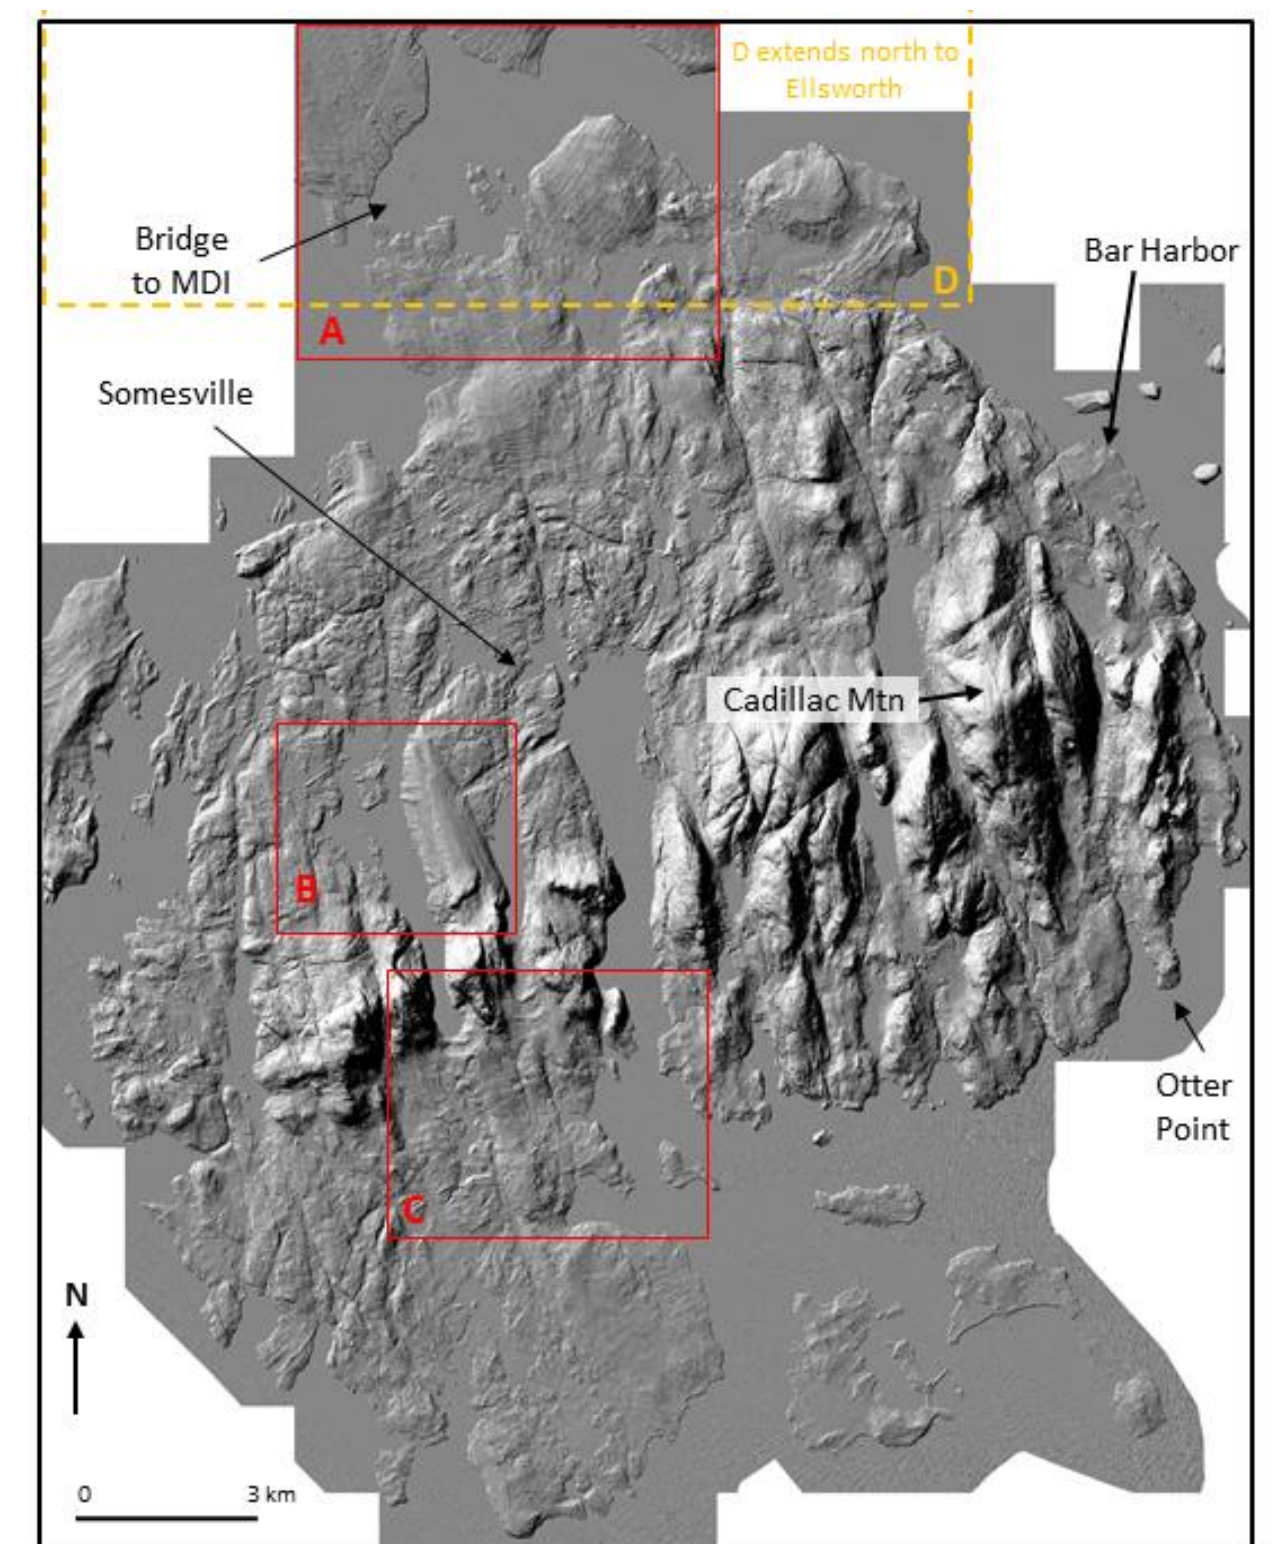 D extends north to
Ellsworth
Bridge
to MDI
Bar Harbor
D
A
Somesville
Cadillac Mtn
B
Otter
Point
C
N
0 3 km